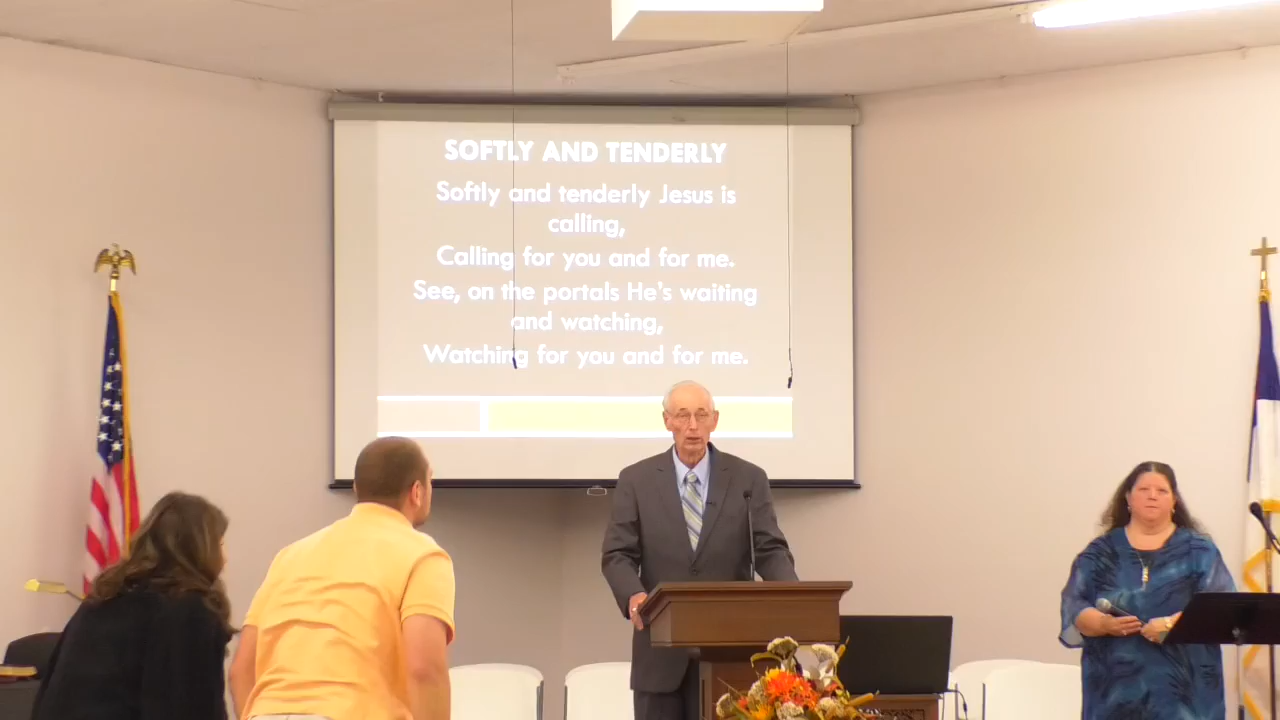 SOFTLY AND TENDERLY
Softly and tenderly Jesus is
calling,
Calling for you and for me.
See, on the portals He's waiting
and watching,
Watching for you and for me.